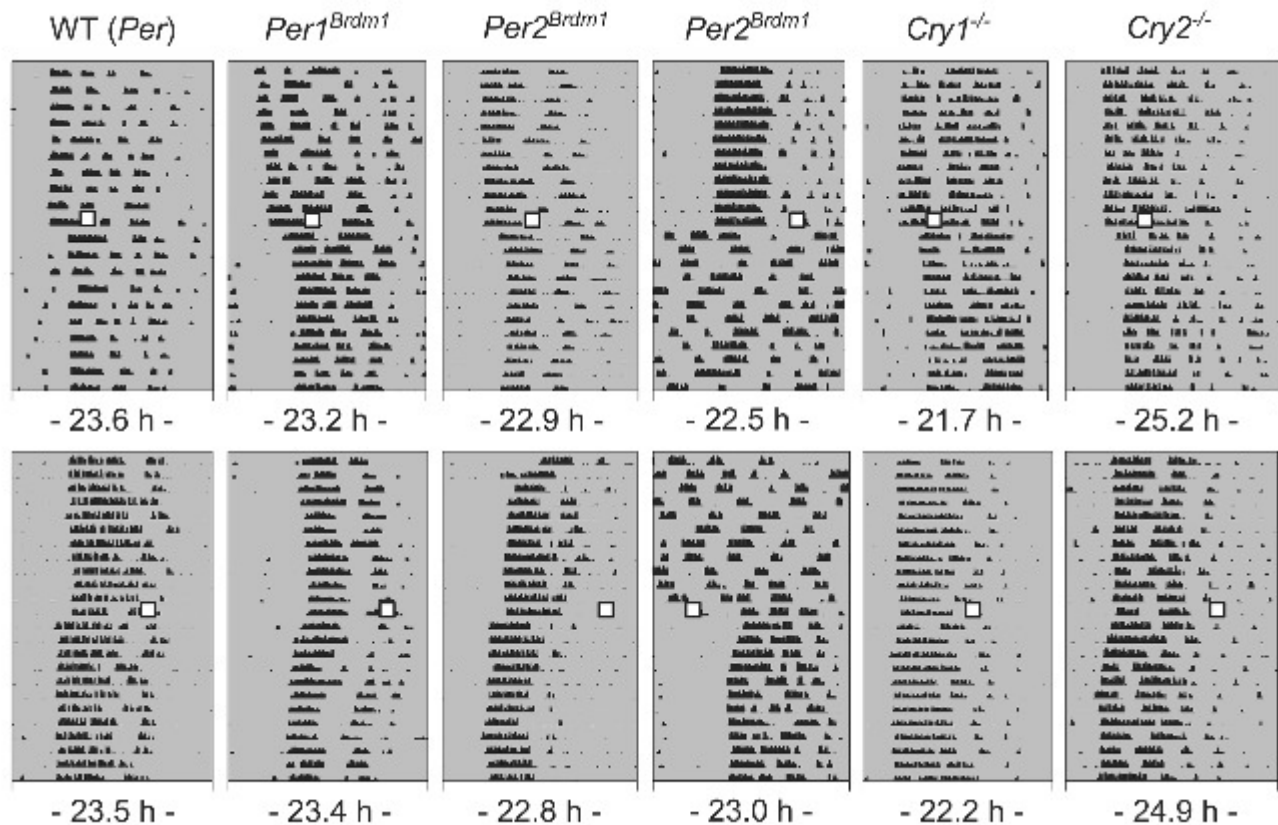 WT (Per) Per1Brdm1 Per2Brdm1 Per2Brdm1 Cry1-/- Cry2-/-
- 23.6 h - - 23.2 h - - 22.9 h - - 22.5 h - - 21.7 h - - 25.2 h -
- 23.5 h - - 23.4 h - - 22.8 h - - 23.0 h - - 22.2 h - - 24.9 h -